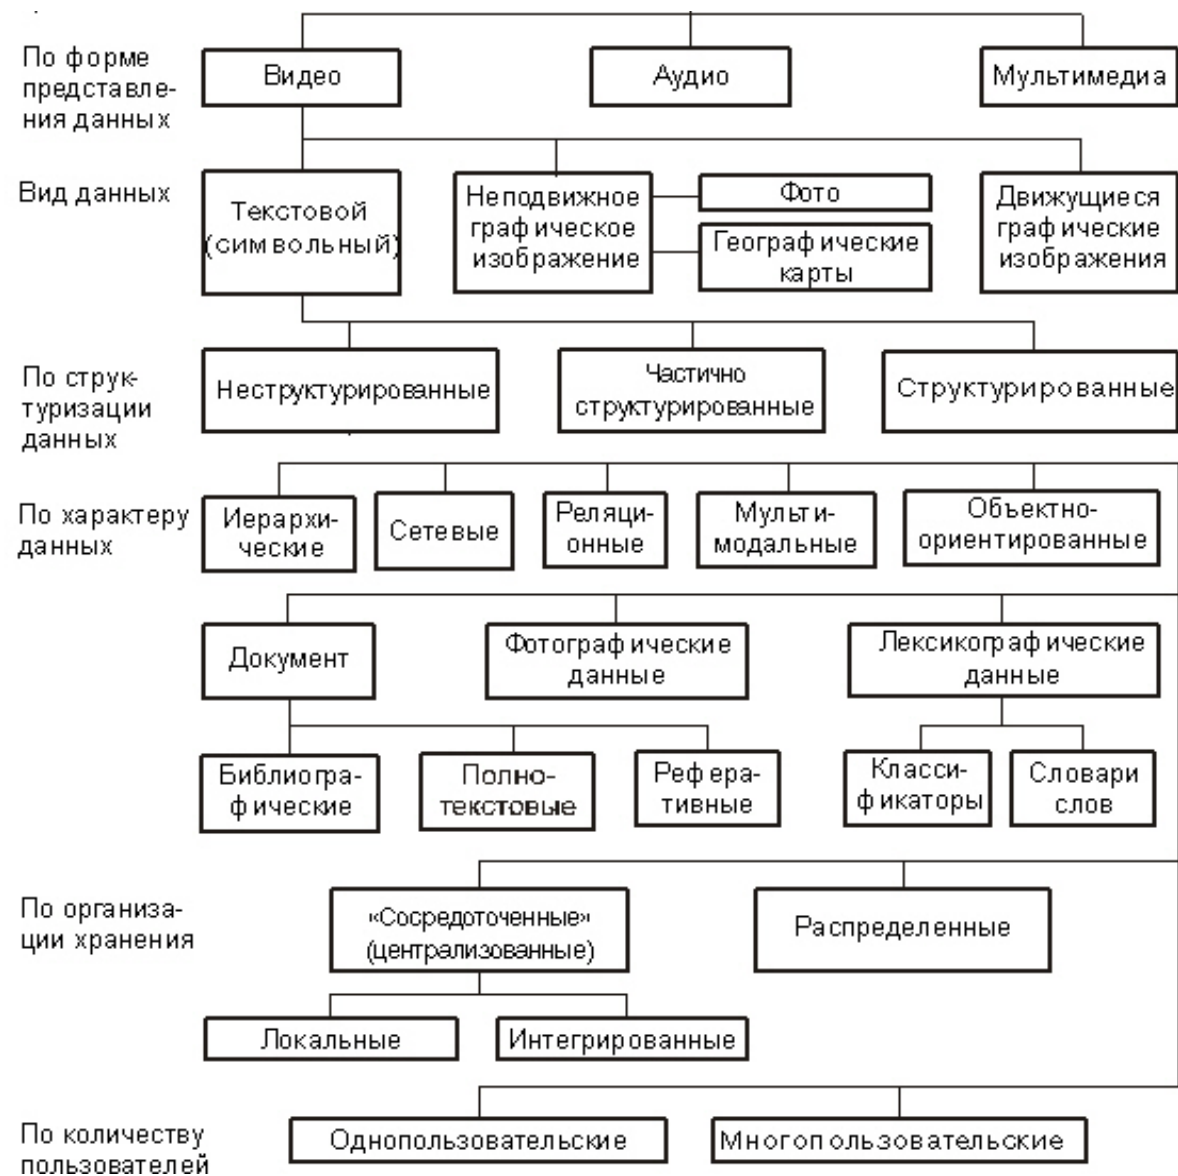 По форме
представле-
ния данных
Видео
Аудио
Мультимедиа
Вид данных
Текстовой
(символьный)
Неподвижное
графическое
изображение
Фото
Географические
карты
Движущиеся
графические
изображения
По струк-
туризации
данных
Неструктурированные
Частично
структурированные
Структурированные
По характеру
данных
Иерархи-
ческие
Сетевые
Реляци-
онные
Мульти-
модальные
Объектно-
ориентированные
Документ
Фотографические
данные
Лексикографические
данные
Библиогра-
фические
Полно-
текстовые
Рефера-
тивные
Класси-
фикаторы
Словари
слов
По организа-
ции хранения
«Сосредоточенные»
(централизованные)
Распределенные
Локальные
Интегрированные
По количеству
пользователей
Однопользовательские
Многопользовательские